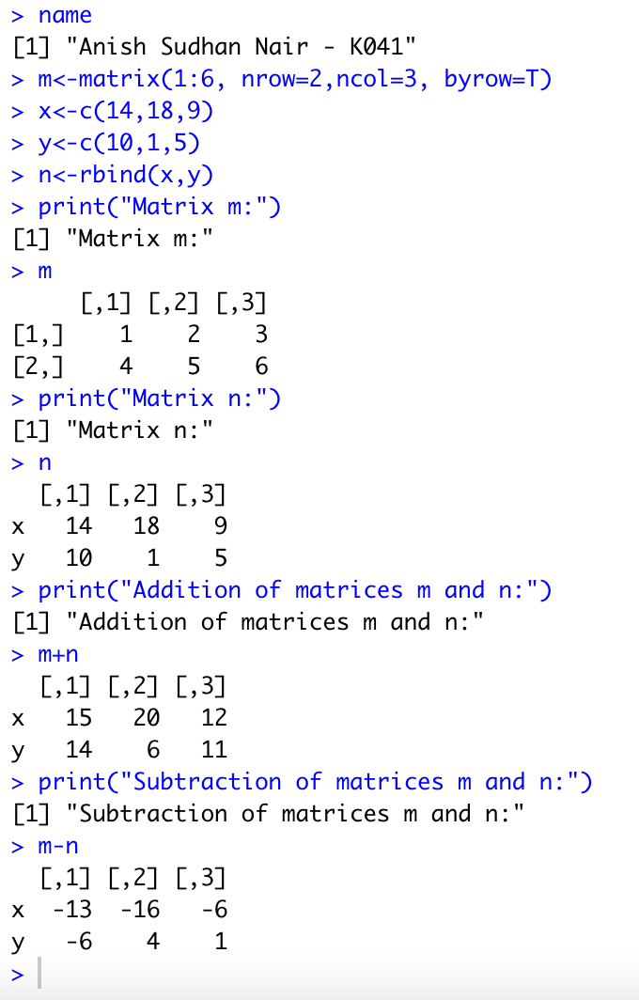 > name
[1] "Anish Sudhan Nair - K041"
> m<-matrix(1:6, nrow=2,ncol=3, byrow=T)
> x<-c(14,18,9)
> y<-c(10,1,5)
> n<-rbind(x,y)
> print("Matrix m:")
[1] "Matrix m:"
> m
     [,1] [,2] [,3]
[1,]    1    2    3
[2,]    4    5    6
> print("Matrix n:")
[1] "Matrix n:"
> n
  [,1] [,2] [,3]
x   14   18    9
y   10    1    5
> print("Addition of matrices m and n:")
[1] "Addition of matrices m and n:"
> m+n
  [,1] [,2] [,3]
x   15   20   12
y   14    6   11
> print("Subtraction of matrices m and n:")
[1] "Subtraction of matrices m and n:"
> m-n
  [,1] [,2] [,3]
x  -13  -16   -6
y   -6    4    1
>